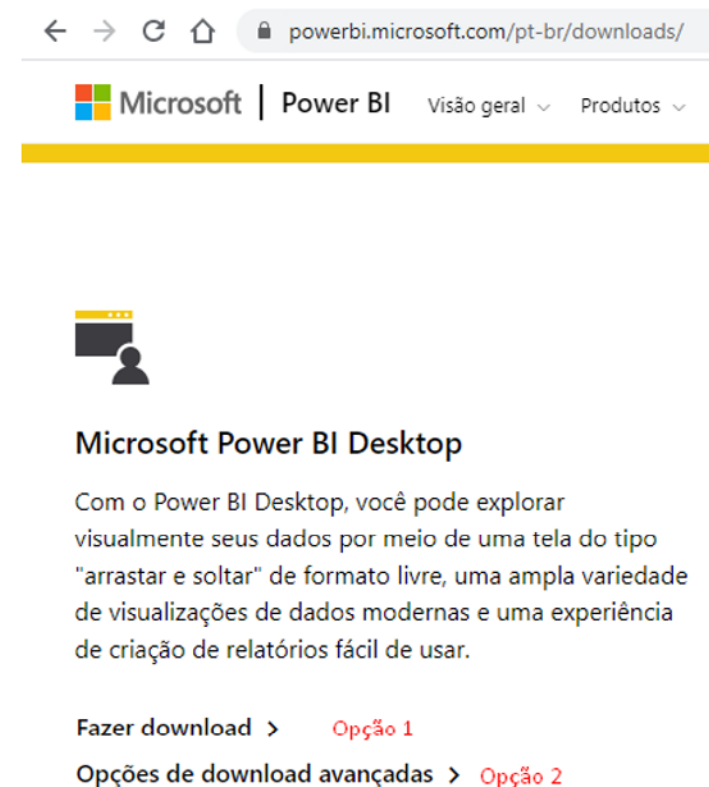 powerbi.microsoft.com/pt-br/downloads/
Microsoft | Power BI Visão geral Produtos
Microsoft Power BI Desktop
Com o Power BI Desktop, você pode explorar
visualmente seus dados por meio de uma tela do tipo
"arrastar e soltar" de formato livre, uma ampla variedade
de visualizações de dados modernas e uma experiência
de criação de relatórios fácil de usar.
Fazer download > Opção 1
Opções de download avançadas > Opção 2